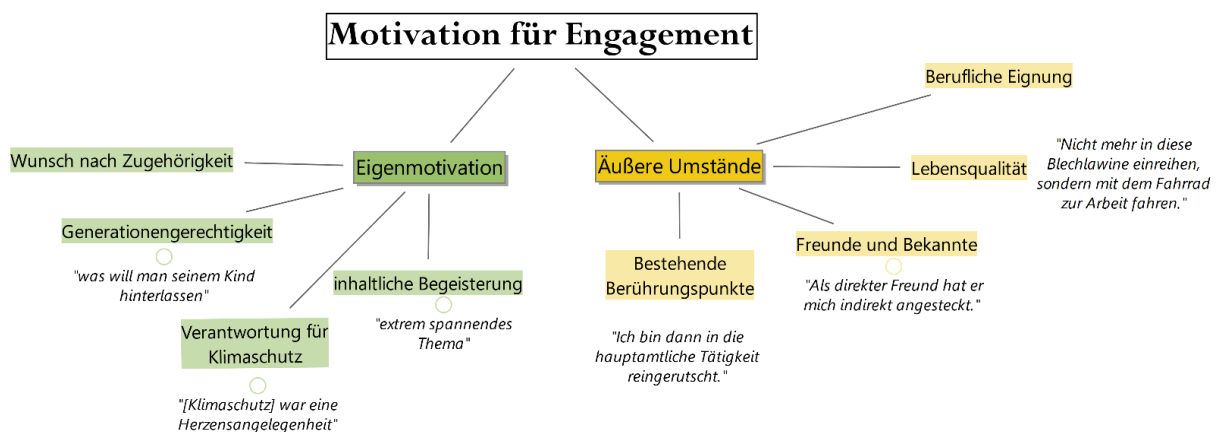 Motivation für Engagement
Eigenmotivation
Wunsch nach Zugehörigkeit
Generationengerechtigkeit
"was will man seinem Kind
hinterlassen"
Verantwortung für
Klimaschutz
"[Klimaschutz] war eine
Herzensangelegenheit"
inhaltliche Begeisterung
"extrem spannendes
Thema"
Äußere Umstände
Berufliche Eignung
Lebensqualität
"Nicht mehr in diese
Blechlawine einreihen,
sondern mit dem Fahrrad
zur Arbeit fahren."
Freunde und Bekannte
"Als direkter Freund hat er
mich indirekt angesteckt."
Bestehende
Berührungspunkte
"Ich bin dann in die
hauptamtliche Tätigkeit
reingerutscht."